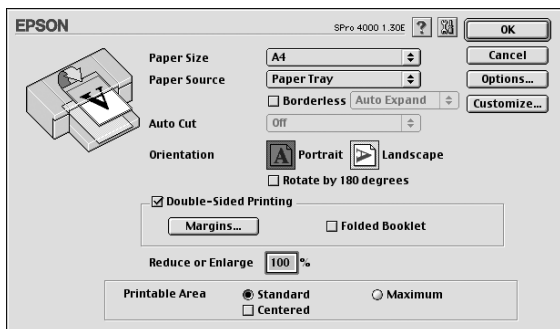 EPSON SPro 4000 1.30E ? OK
Paper Size A4 Cancel
Paper Source Paper Tray Options...
Borderless Auto Expand Customize...
Auto Cut Off
Orientation A Portrait A Landscape
Rotate by 180 degrees
Double-Sided Printing
Margins... Folded Booklet
Reduce or Enlarge 100 %
Printable Area Standard Maximum
Centered